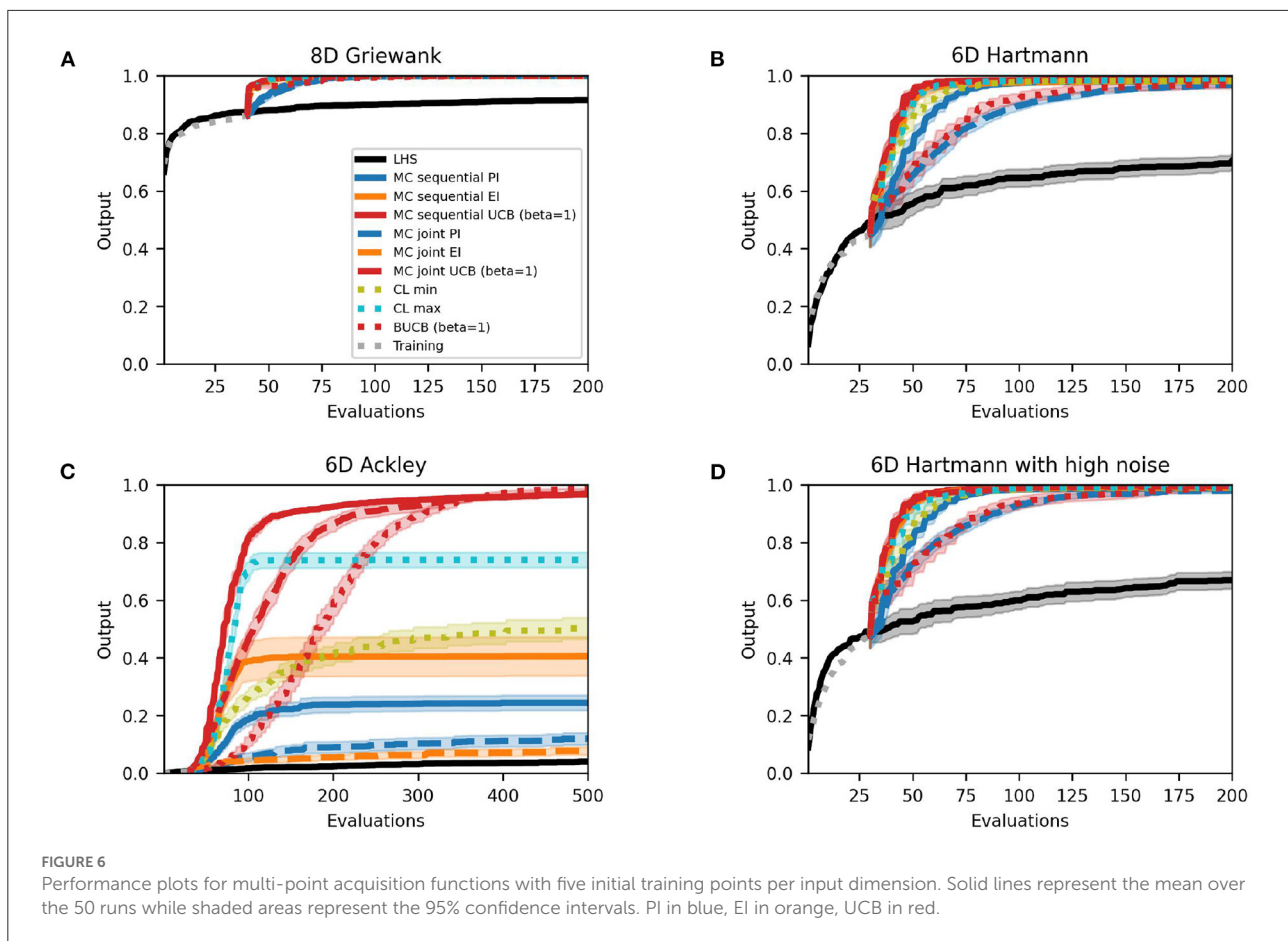 A
8D Griewank
1.0
0.8
0.6
0.4
0.2
0.0
Output
LHS
MC sequential PI
MC sequential EI
MC sequential UCB (beta=1)
MC joint PI
MC joint EI
MC joint UCB (beta=1)
CL min
CL max
BUCB (beta=1)
Training
25 50 75 100 125 150 175 200
Evaluations
B
6D Hartmann
1.0
0.8
0.6
0.4
0.2
0.0
Output
25 50 75 100 125 150 175 200
Evaluations
C
6D Ackley
1.0
0.8
0.6
0.4
0.2
0.0
Output
100 200 300 400 500
Evaluations
D
6D Hartmann with high noise
1.0
0.8
0.6
0.4
0.2
0.0
Output
25 50 75 100 125 150 175 200
Evaluations
FIGURE 6
Performance plots for multi-point acquisition functions with five initial training points per input dimension. Solid lines represent the mean over
the 50 runs while shaded areas represent the 95% confidence intervals. PI in blue, EI in orange, UCB in red.